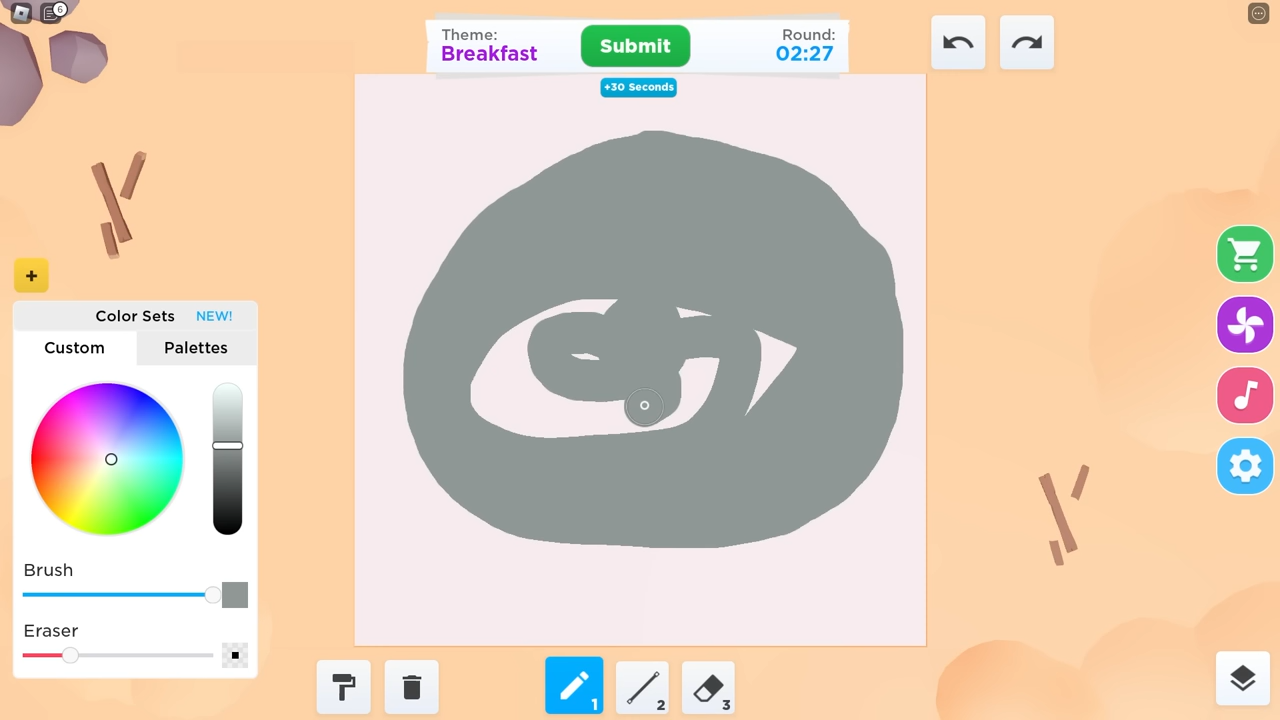 6
Theme:
Breakfast
Submit
Round:
02:27
+30 Seconds
+
Color Sets NEW!
Custom
Palettes
Brush
Eraser
1
2
3